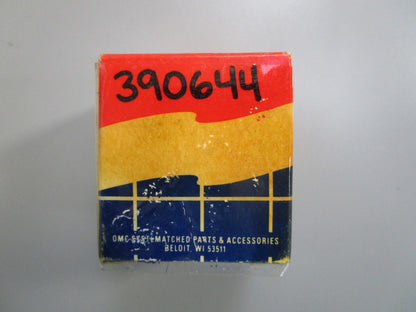 390644
OMC MATCHED PARTS & ACCESSORIES
BELOIT, WI 53511